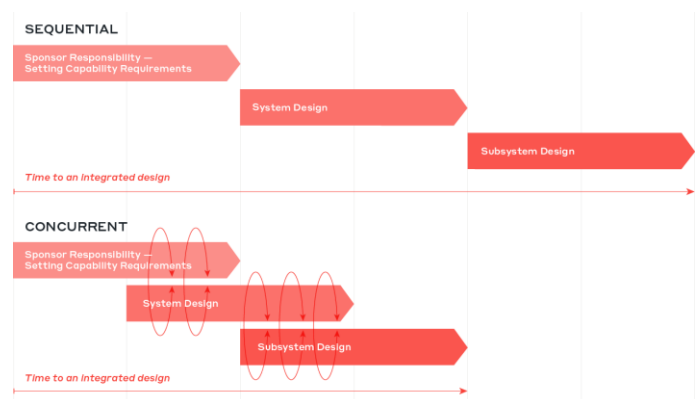 SEQUENTIAL
Sponsor Responsibility —
Setting Capability Requirements
System Design
Subsystem Design
Time to an integrated design
CONCURRENT
Sponsor Responsibility —
Setting Capability Requirements
System Design
Subsystem Design
Time to an integrated design